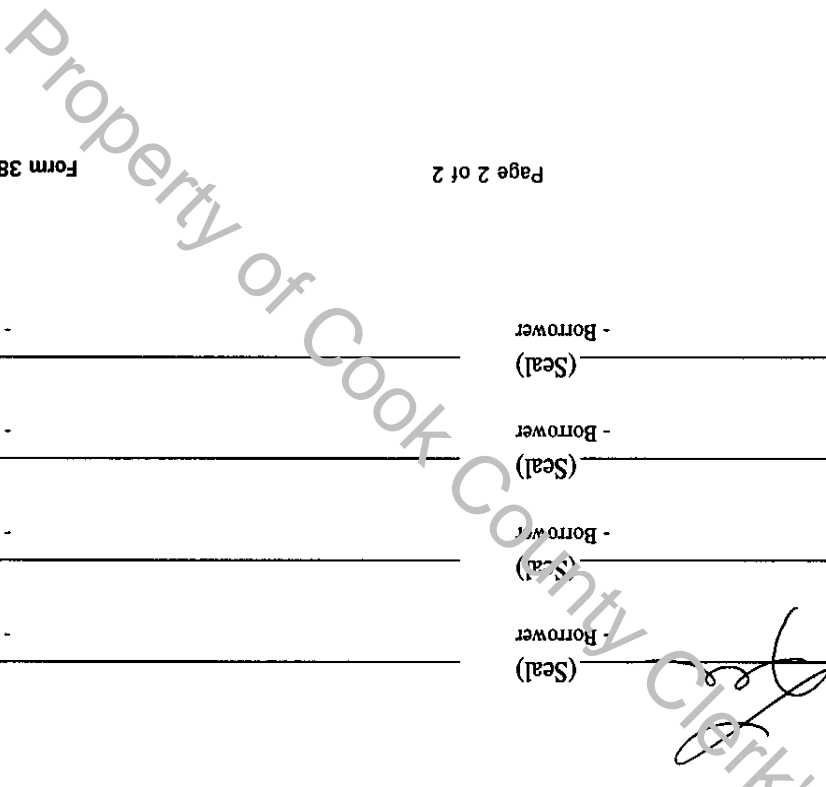 (Seal)
- Borrower -
(Seal)
- Borrower -
(Seal)
- Borrower -
(Seal)
- Borrower -
Page 2 of 2 Form 38
Property of Cook County Clerk'